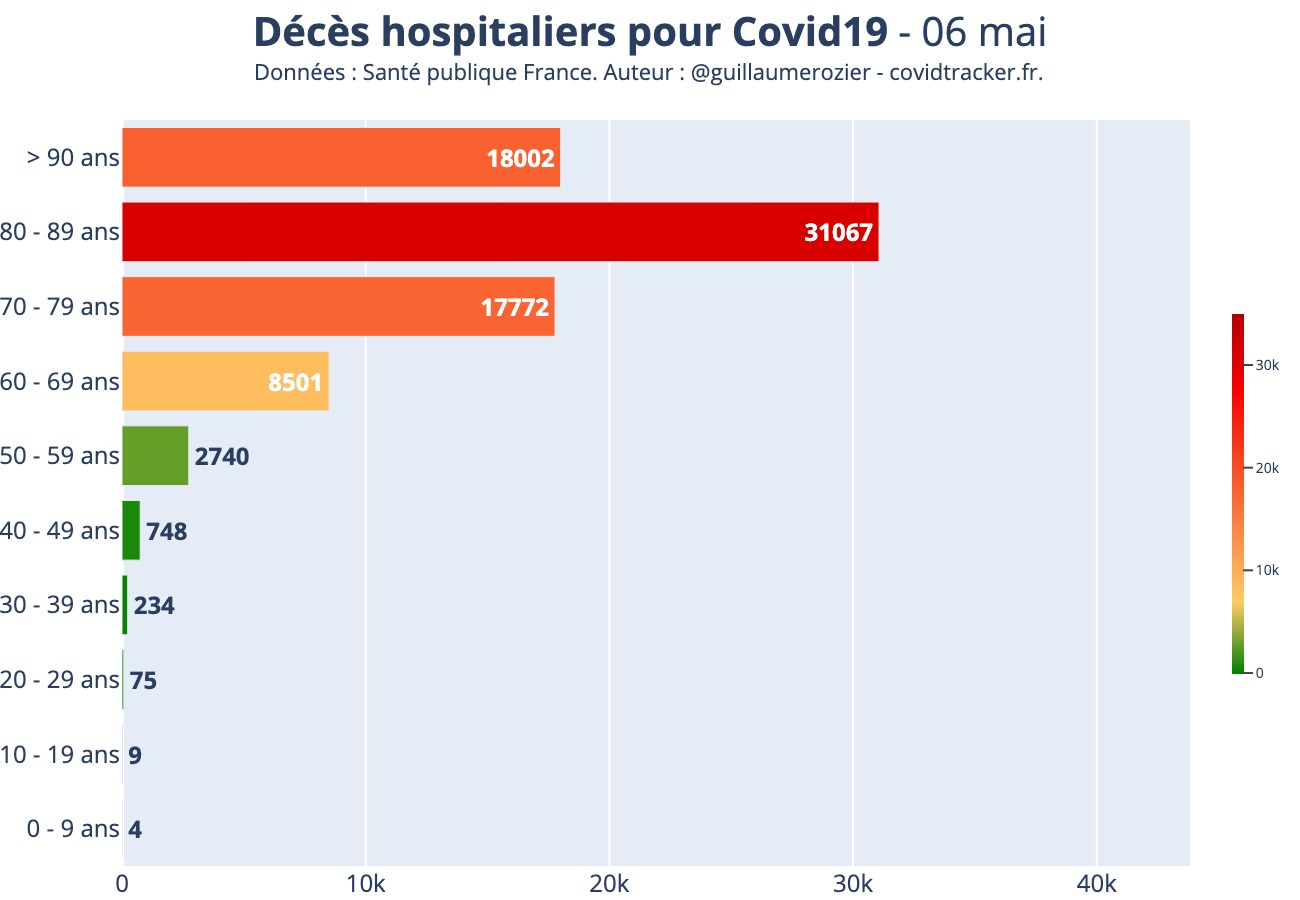 Décès hospitaliers pour Covid19 - 06 mai
Données : Santé publique France. Auteur : @guillaumerozier - covidtracker.fr.
> 90 ans 18002
80 - 89 ans 31067
70 - 79 ans 17772
60 - 69 ans 8501
50 - 59 ans 2740
40 - 49 ans 748
30 - 39 ans 234
20 - 29 ans 75
10 - 19 ans 9
0 - 9 ans 4
0 10k 20k 30k 40k
30k
20k
10k
0